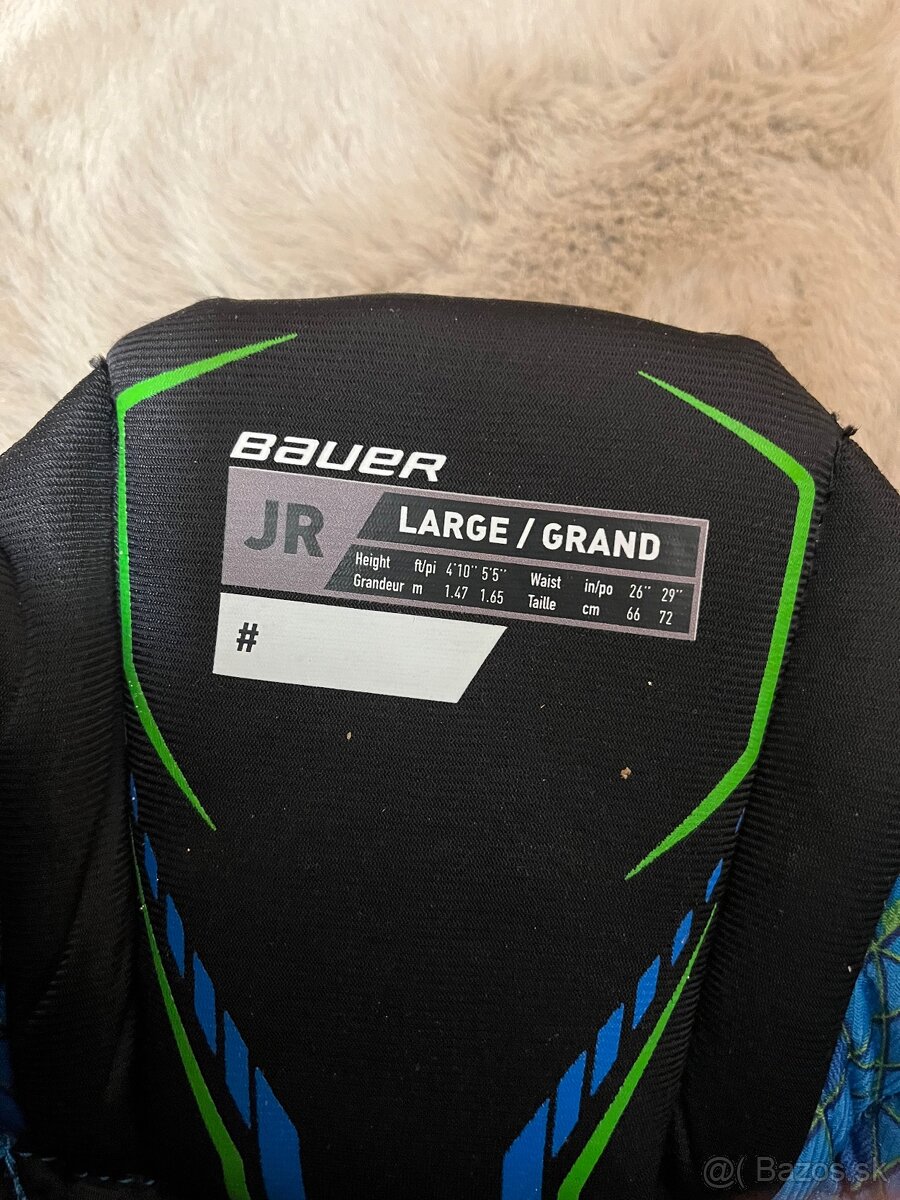 BAUER
JR LARGE / GRAND
Height ft/pi 4'10'' 5'5'' Waist in/po 26'' 29''
Grandeur m 1.47 1.65 Taille cm 66 72
#
@( Bazos.sk